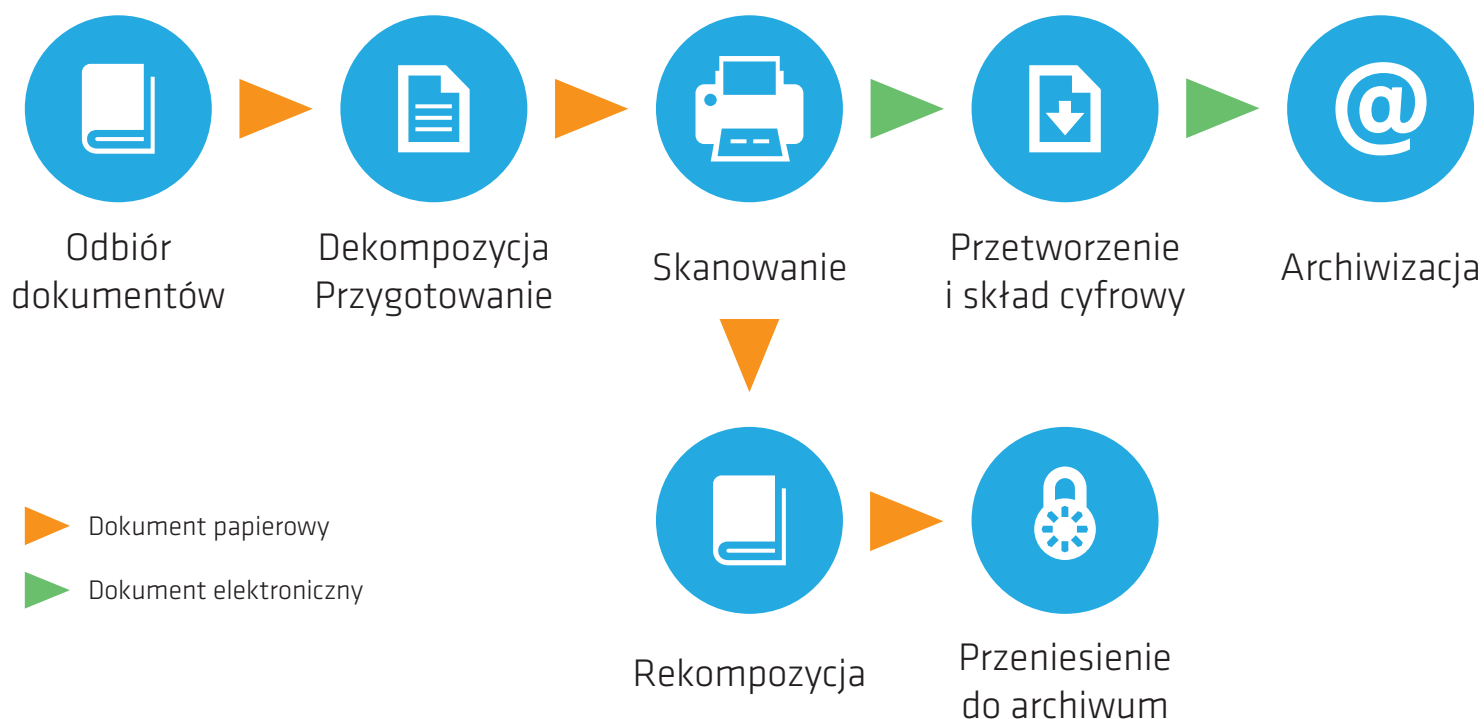 Odbiór
dokumentów
Dekompozycja
Przygotowanie
Skanowanie
Przetworzenie
i skład cyfrowy
@
Archiwizacja
Dokument papierowy
Dokument elektroniczny
Rekompozycja
Przeniesienie
do archiwum